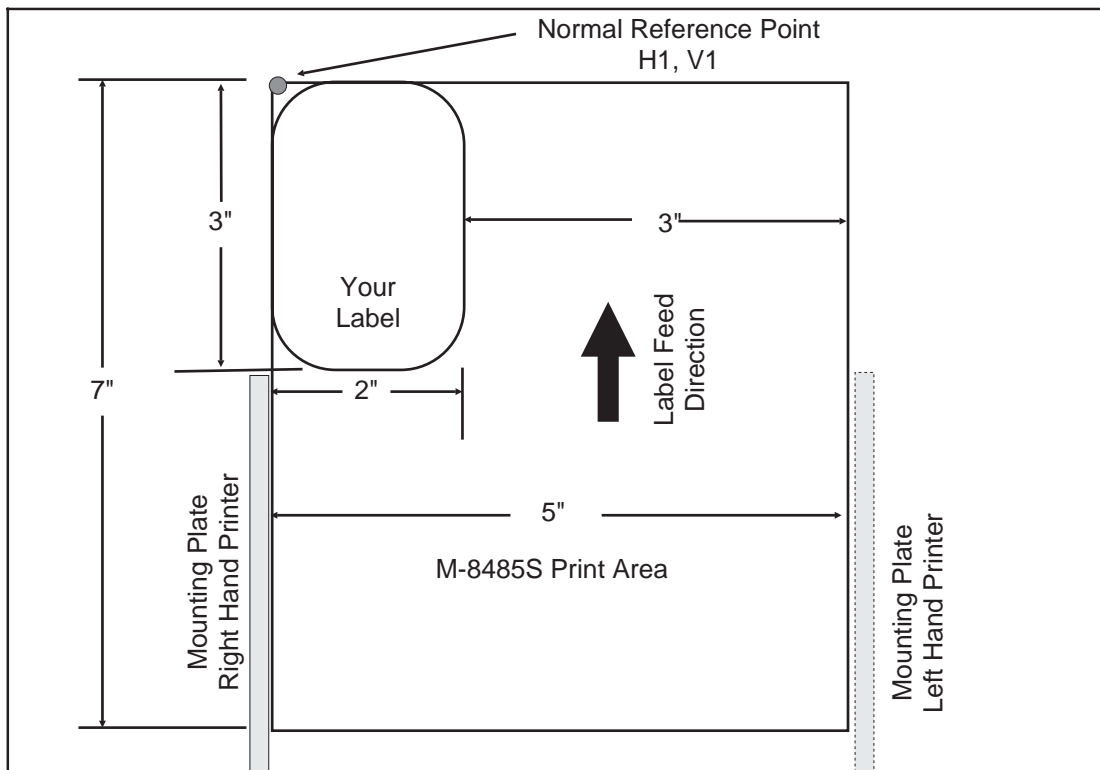 Normal Reference Point
H1, V1
3"
3"
Your
Label
Label Feed
Direction
7"
2"
Mounting Plate
Right Hand Printer
5"
M-8485S Print Area
Mounting Plate
Left Hand Printer